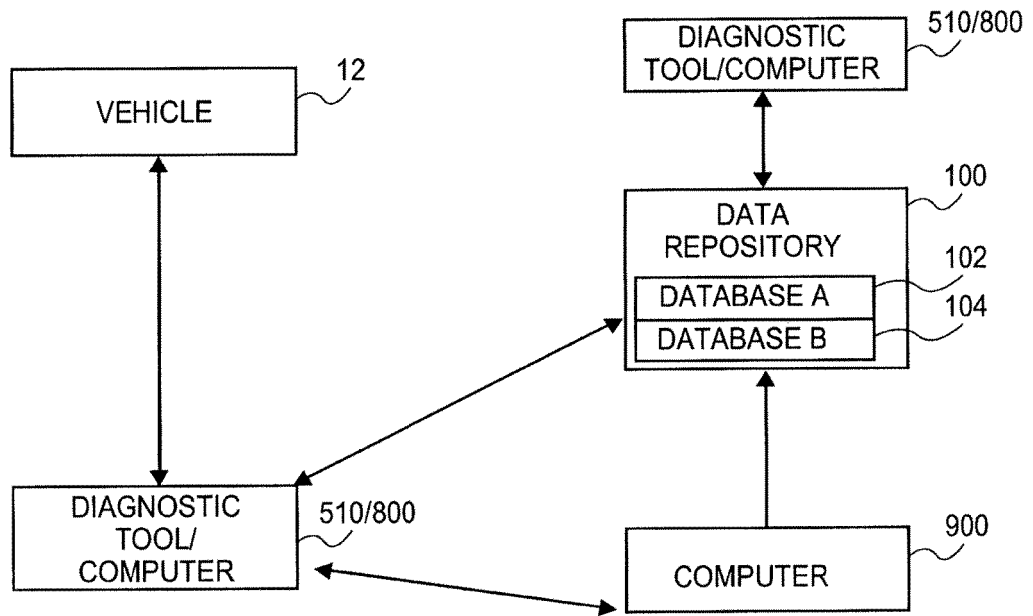 DIAGNOSTIC
TOOL/COMPUTER
510/800
VEHICLE
12
DATA
REPOSITORY
100
DATABASE A
102
DATABASE B
104
DIAGNOSTIC
TOOL/
COMPUTER
510/800
COMPUTER
900